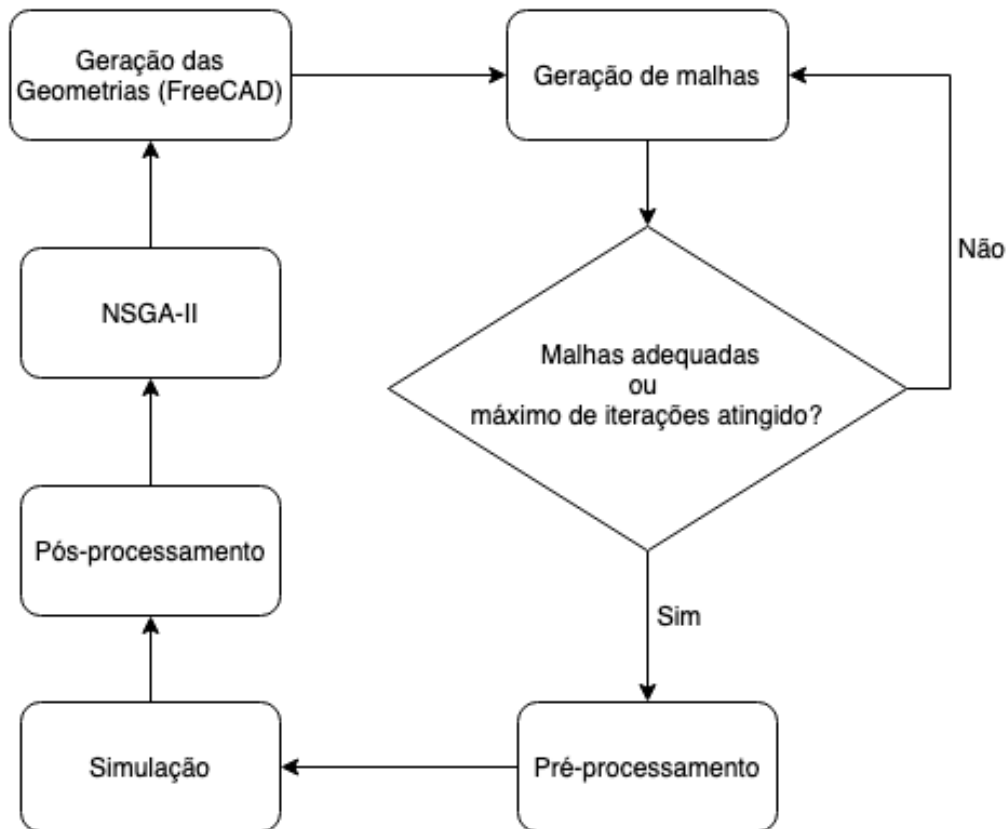 Geração das
Geometrias (FreeCAD)
Geração de malhas
Não
NSGA-II
Malhas adequadas
ou
máximo de iterações atingido?
Pós-processamento
Sim
Simulação
Pré-processamento